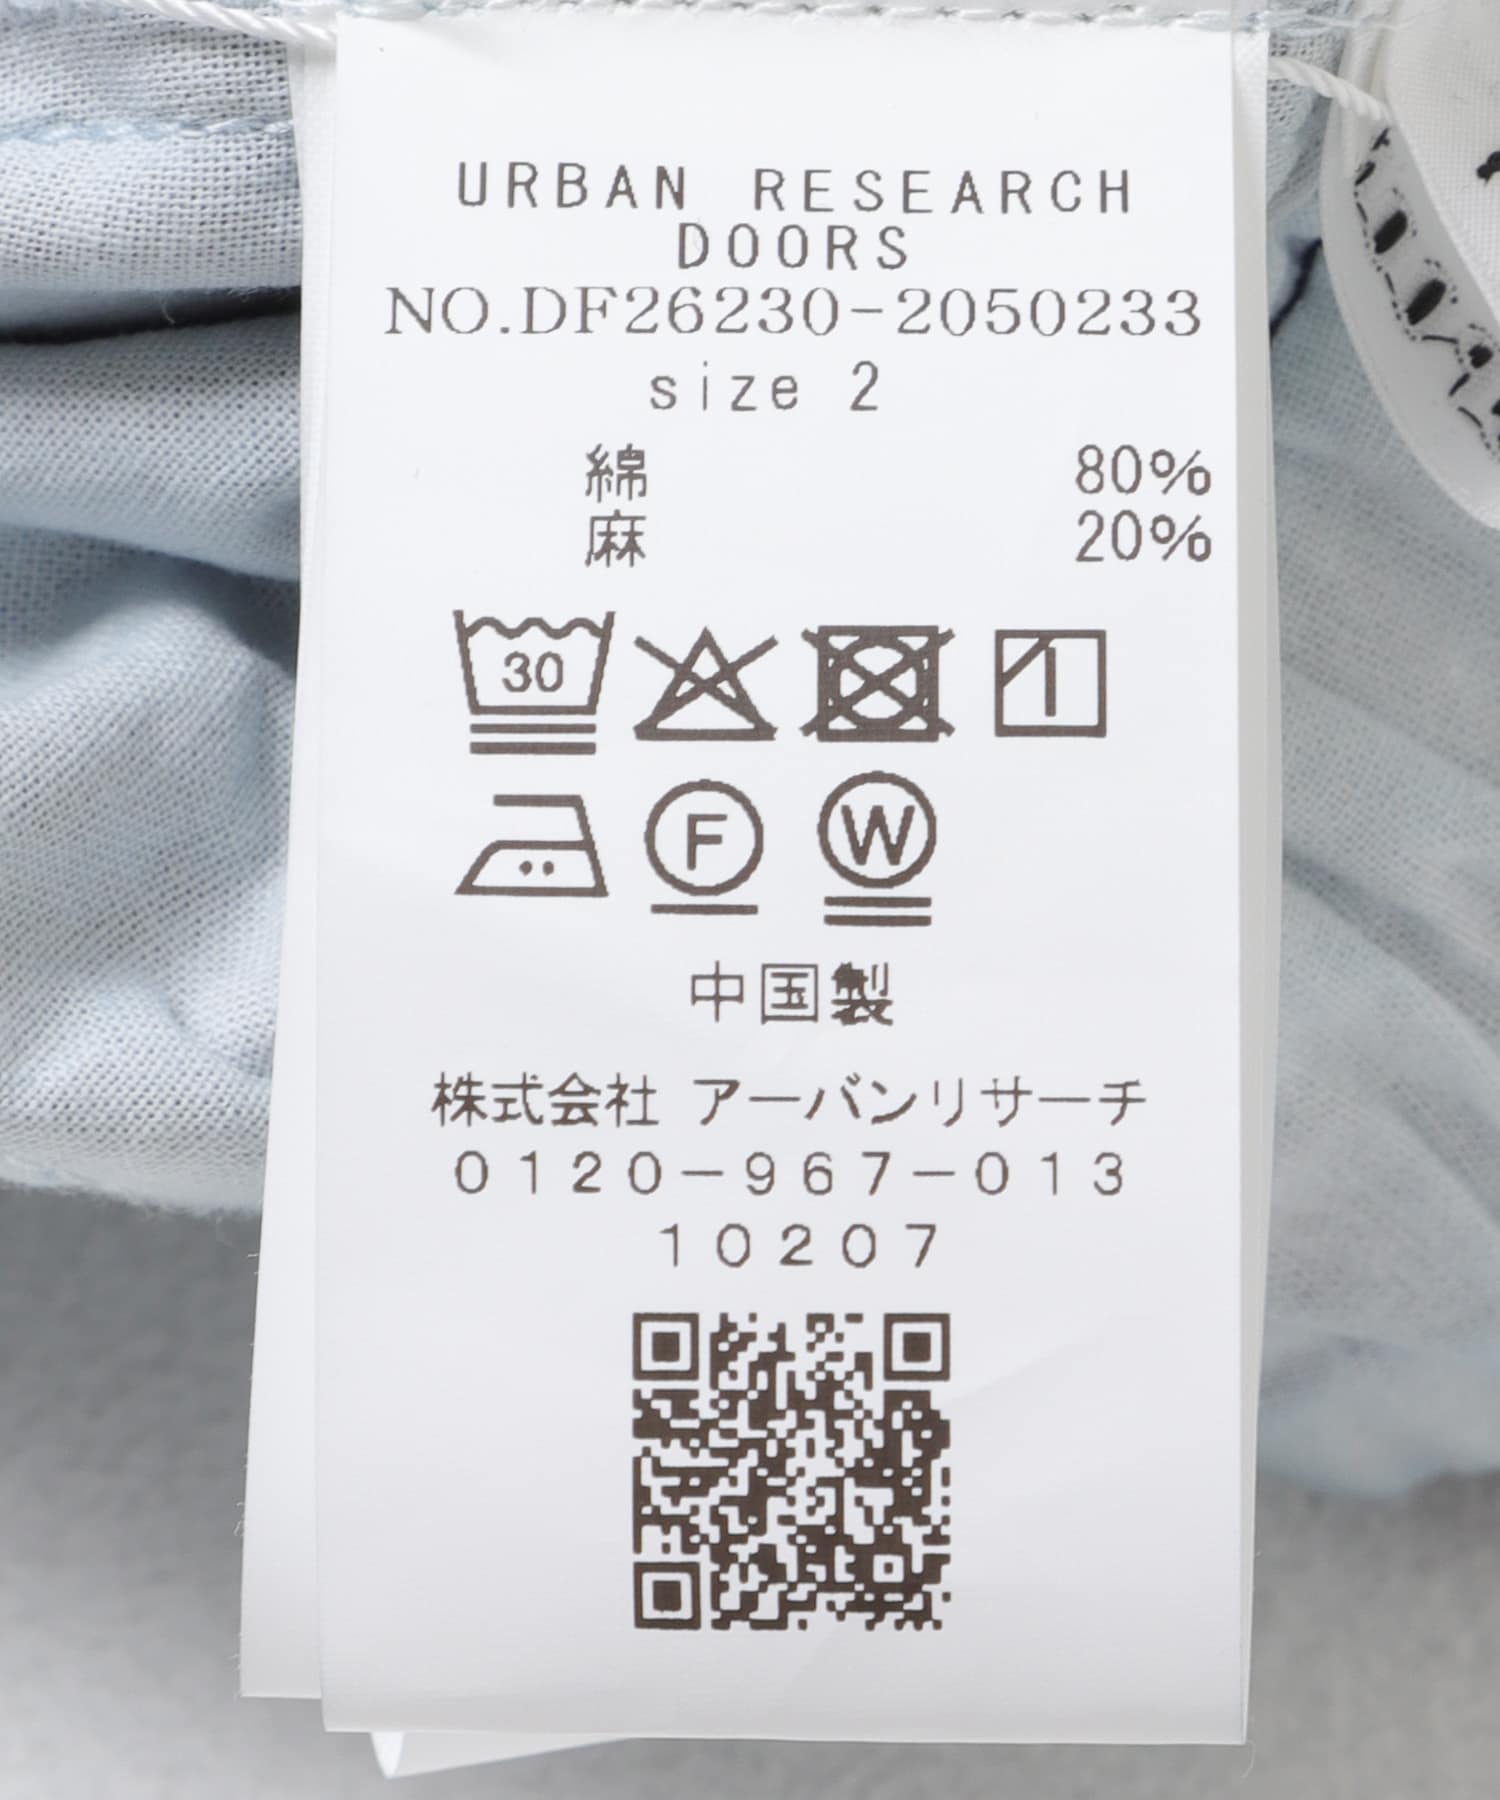 URBAN RESEARCH
DOORS
NO.DF26230-2050233
size 2
綿 80%
麻 20%
30
F W
中国製
株式会社 アーバンリサーチ
0120-967-013
10207